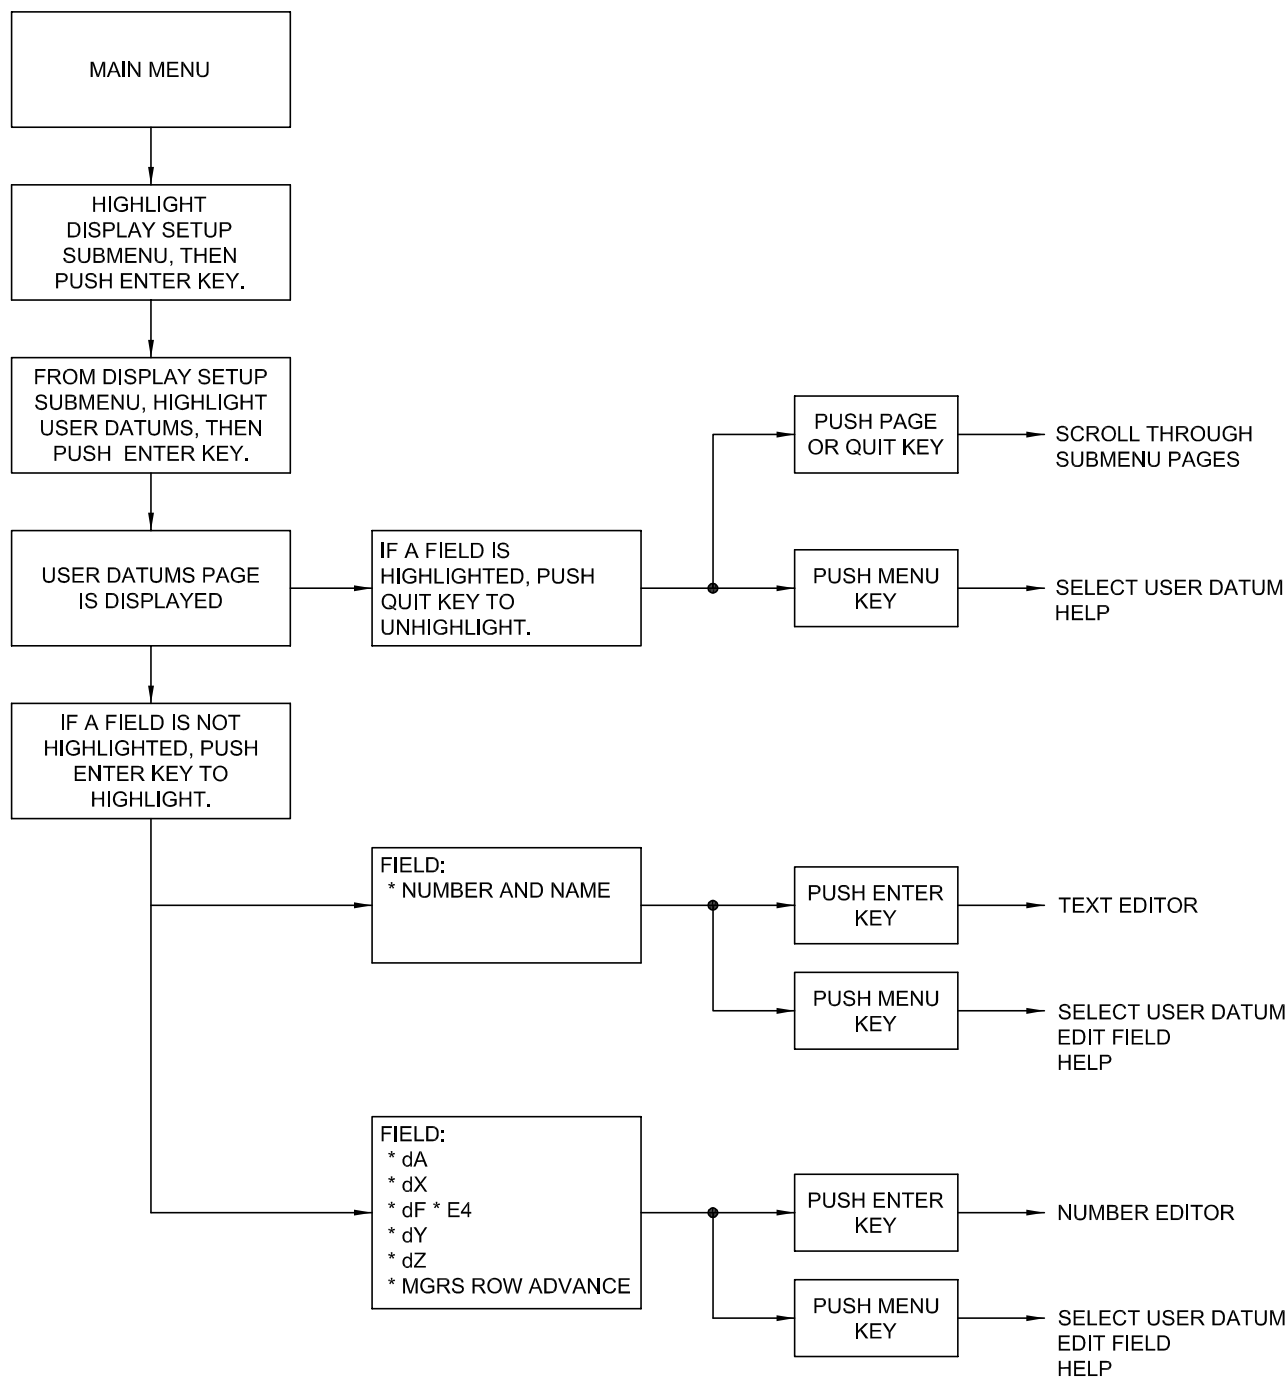 MAIN MENU
HIGHLIGHT
DISPLAY SETUP
SUBMENU, THEN
PUSH ENTER KEY.
FROM DISPLAY SETUP
SUBMENU, HIGHLIGHT
USER DATUMS, THEN
PUSH ENTER KEY.
USER DATUMS PAGE
IS DISPLAYED
IF A FIELD IS
HIGHLIGHTED, PUSH
QUIT KEY TO
UNHIGHLIGHT.
PUSH PAGE
OR QUIT KEY
SCROLL THROUGH
SUBMENU PAGES
PUSH MENU
KEY
SELECT USER DATUM
HELP
IF A FIELD IS NOT
HIGHLIGHTED, PUSH
ENTER KEY TO
HIGHLIGHT.
FIELD:
* NUMBER AND NAME
PUSH ENTER
KEY
TEXT EDITOR
PUSH MENU
KEY
SELECT USER DATUM
EDIT FIELD
HELP
FIELD:
* dA
* dX
* dF * E4
* dY
* dZ
* MGRS ROW ADVANCE
PUSH ENTER
KEY
NUMBER EDITOR
PUSH MENU
KEY
SELECT USER DATUM
EDIT FIELD
HELP